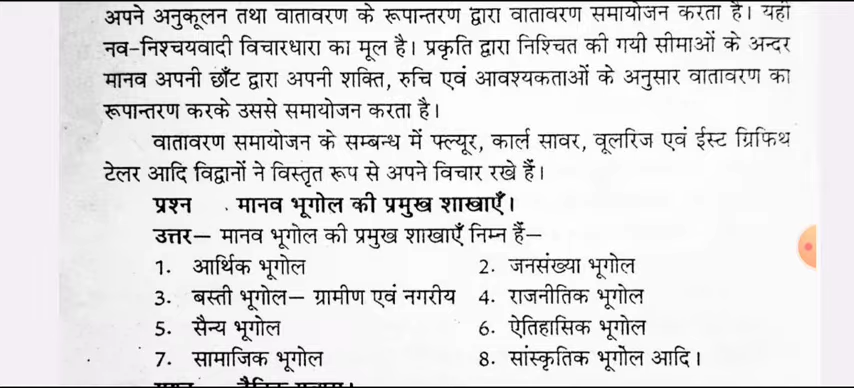 अपने अनुकूलन तथा वातावरण के रूपान्तरण द्वारा वातावरण समायोजन करता है। यही
नव-निश्चयवादी विचारधारा का मूल है। प्रकृति द्वारा निश्चित की गयी सीमाओं के अन्दर
मानव अपनी छाँट द्वारा अपनी शक्ति, रुचि एवं आवश्यकताओं के अनुसार वातावरण का
रूपान्तरण करके उससे समायोजन करता है।
वातावरण समायोजन के सम्बन्ध में फ्ल्यूर, कार्ल सावर, वूलरिज एवं ईस्ट ग्रिफिथ
टेलर आदि विद्वानों ने विस्तृत रूप से अपने विचार रखे हैं।
प्रश्न . मानव भूगोल की प्रमुख शाखाएँ।
उत्तर— मानव भूगोल की प्रमुख शाखाएँ निम्न हैं—
1. आर्थिक भूगोल 2. जनसंख्या भूगोल
3. बस्ती भूगोल— ग्रामीण एवं नगरीय 4. राजनीतिक भूगोल
5. सैन्य भूगोल 6. ऐतिहासिक भूगोल
7. सामाजिक भूगोल 8. सांस्कृतिक भूगोल आदि।